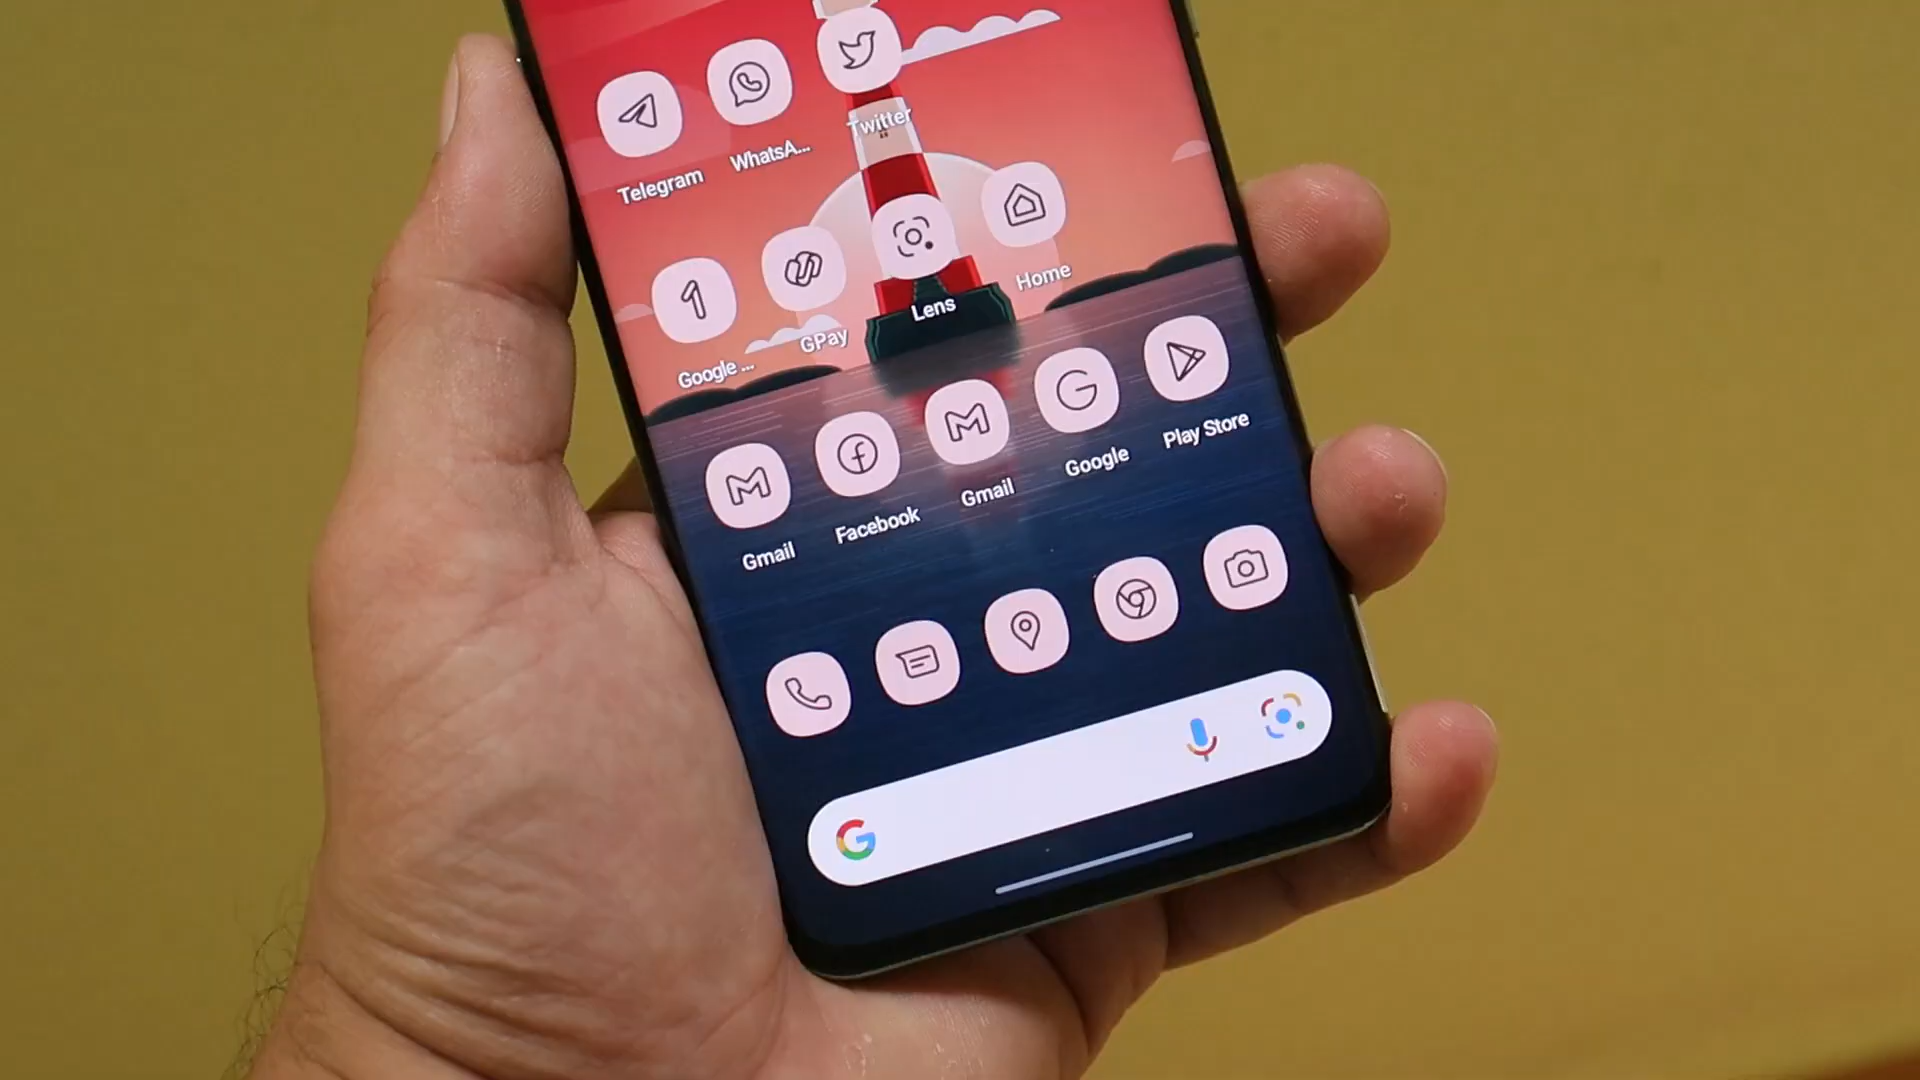 Telegram
WhatsA...
Twitter
Google ...
GPay
Lens
Home
Gmail
Facebook
Gmail
Google
Play Store